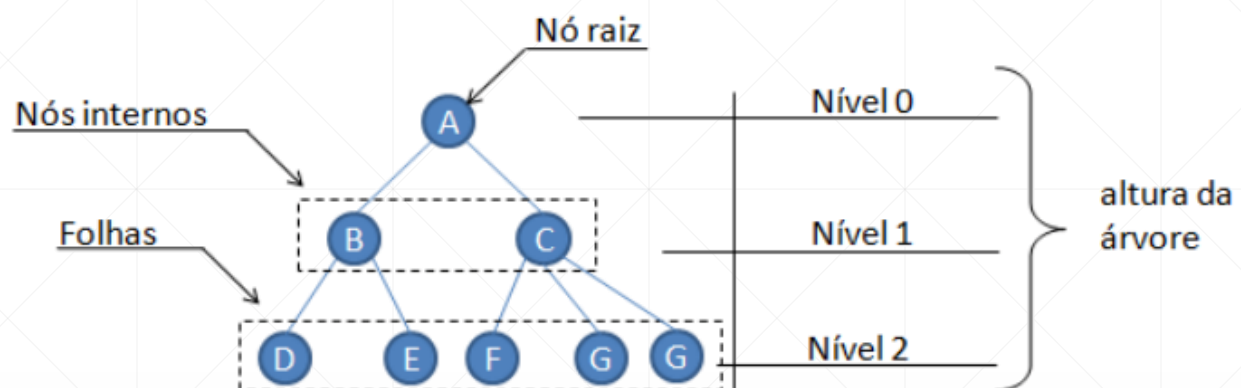 Nó raiz
A
Nível 0
Nós internos
altura da
árvore
B
C
Nível 1
Folhas
D
E
F
G
G
Nível 2